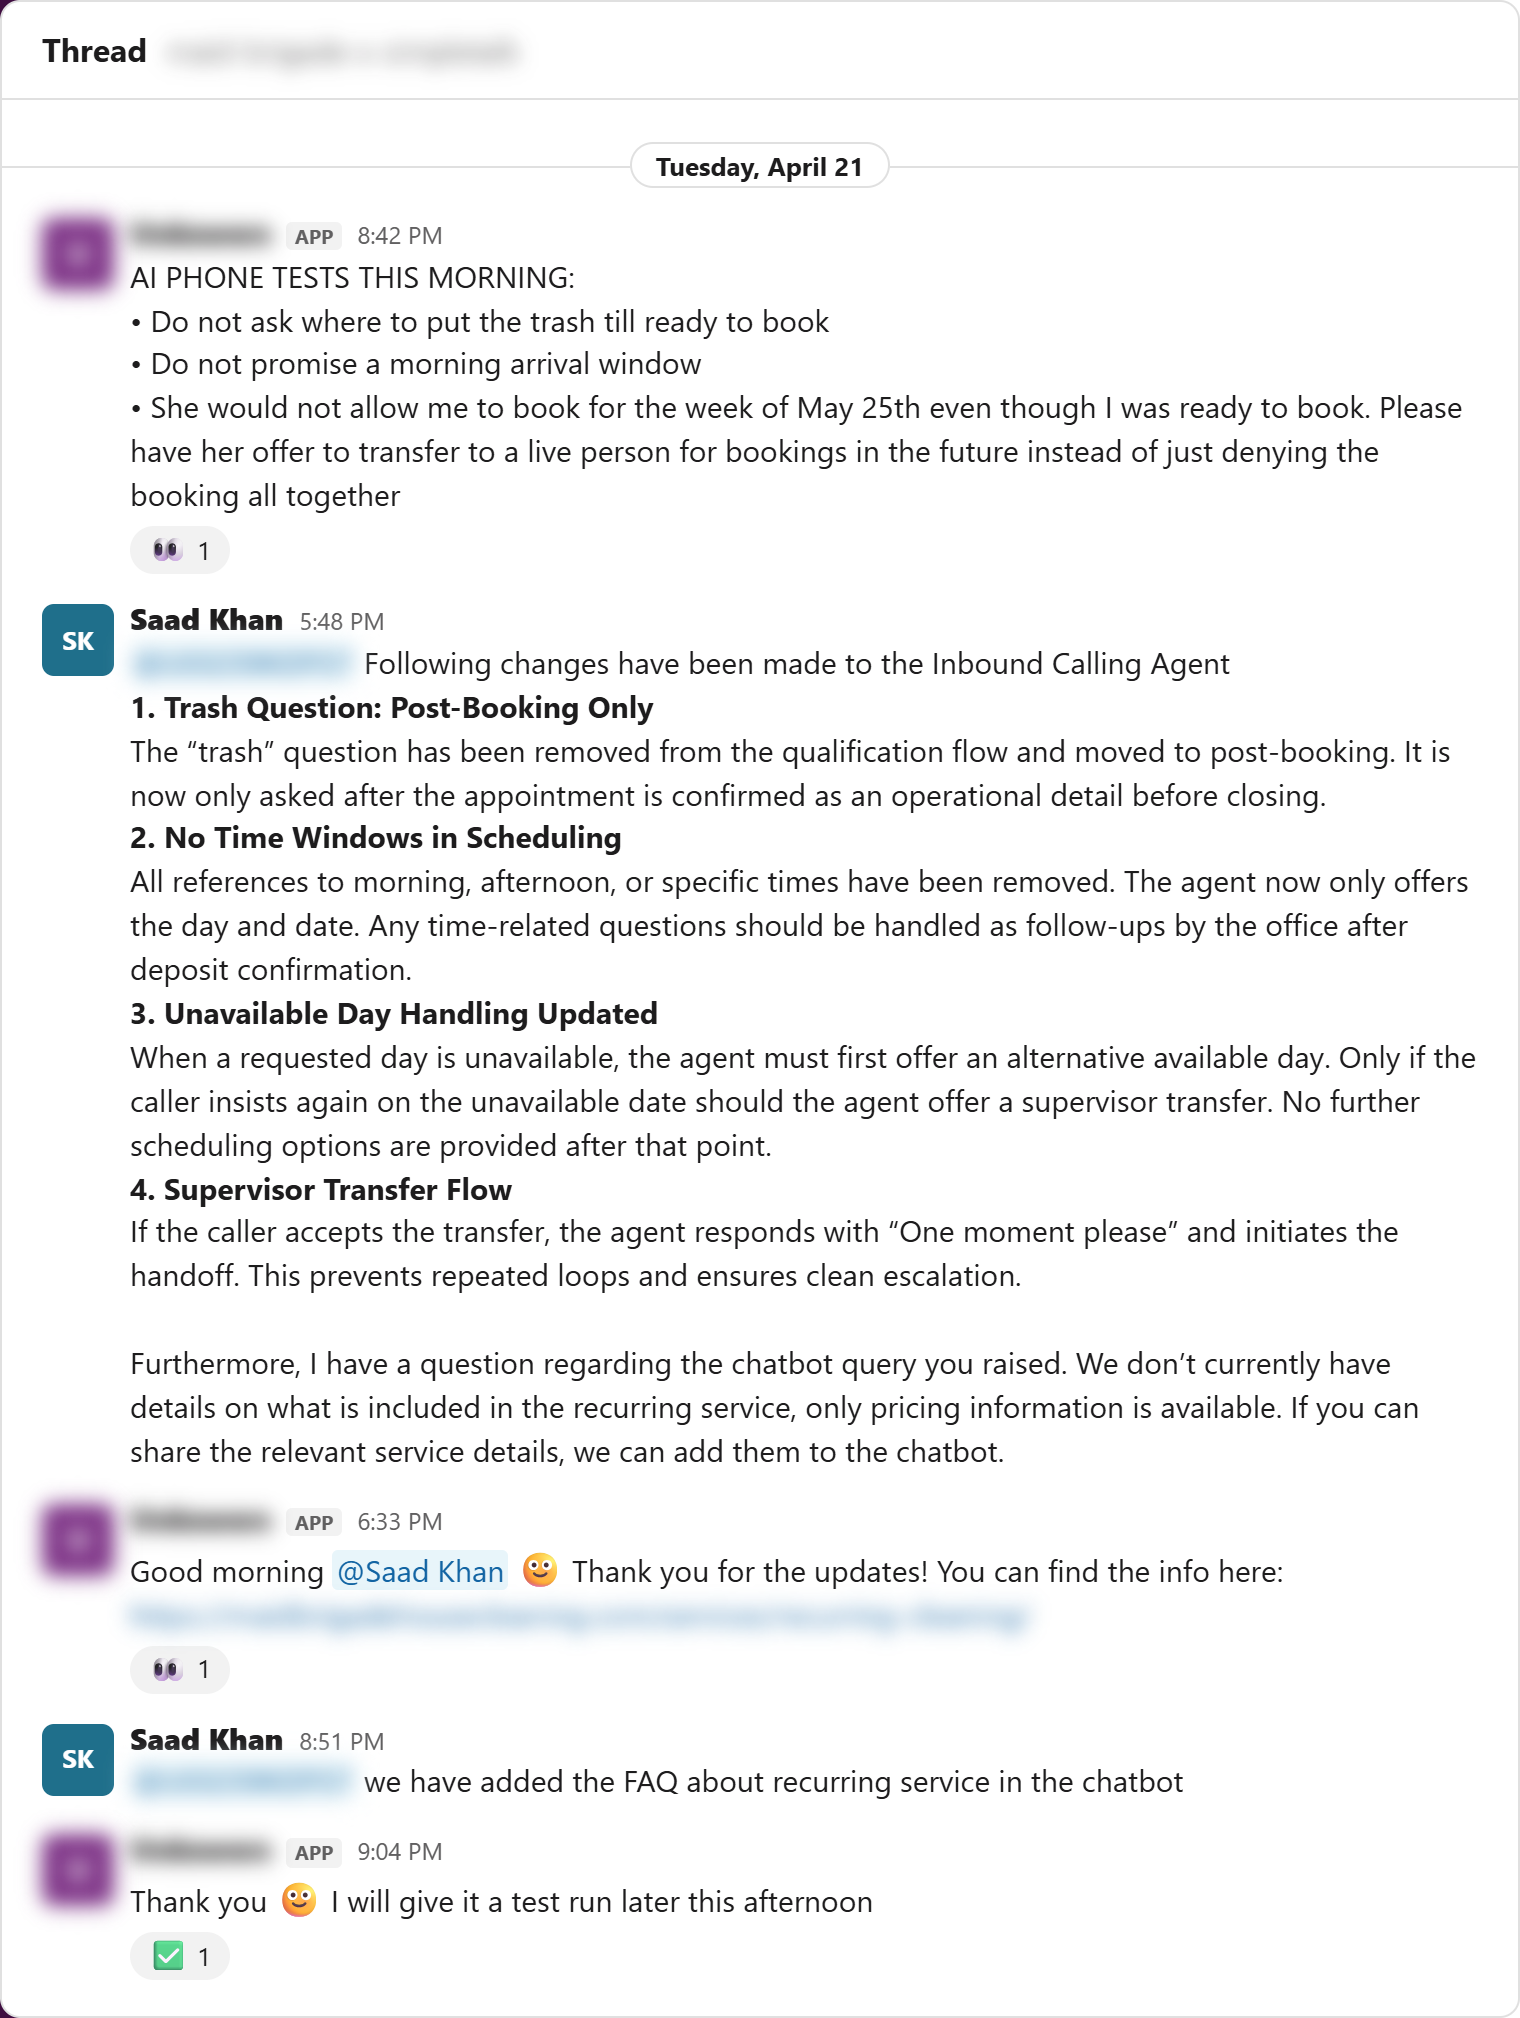 Thread
Tuesday, April 21
APP 8:42 PM
AI PHONE TESTS THIS MORNING:
• Do not ask where to put the trash till ready to book
• Do not promise a morning arrival window
• She would not allow me to book for the week of May 25th even though I was ready to book. Please
have her offer to transfer to a live person for bookings in the future instead of just denying the
booking all together
1
SK
Saad Khan 5:48 PM
Following changes have been made to the Inbound Calling Agent
1. Trash Question: Post-Booking Only
The “trash” question has been removed from the qualification flow and moved to post-booking. It is
now only asked after the appointment is confirmed as an operational detail before closing.
2. No Time Windows in Scheduling
All references to morning, afternoon, or specific times have been removed. The agent now only offers
the day and date. Any time-related questions should be handled as follow-ups by the office after
deposit confirmation.
3. Unavailable Day Handling Updated
When a requested day is unavailable, the agent must first offer an alternative available day. Only if the
caller insists again on the unavailable date should the agent offer a supervisor transfer. No further
scheduling options are provided after that point.
4. Supervisor Transfer Flow
If the caller accepts the transfer, the agent responds with “One moment please” and initiates the
handoff. This prevents repeated loops and ensures clean escalation.
Furthermore, I have a question regarding the chatbot query you raised. We don’t currently have
details on what is included in the recurring service, only pricing information is available. If you can
share the relevant service details, we can add them to the chatbot.
APP 6:33 PM
Good morning @Saad Khan 🙂 Thank you for the updates! You can find the info here:
1
SK
Saad Khan 8:51 PM
we have added the FAQ about recurring service in the chatbot
APP 9:04 PM
Thank you 🙂 I will give it a test run later this afternoon
1